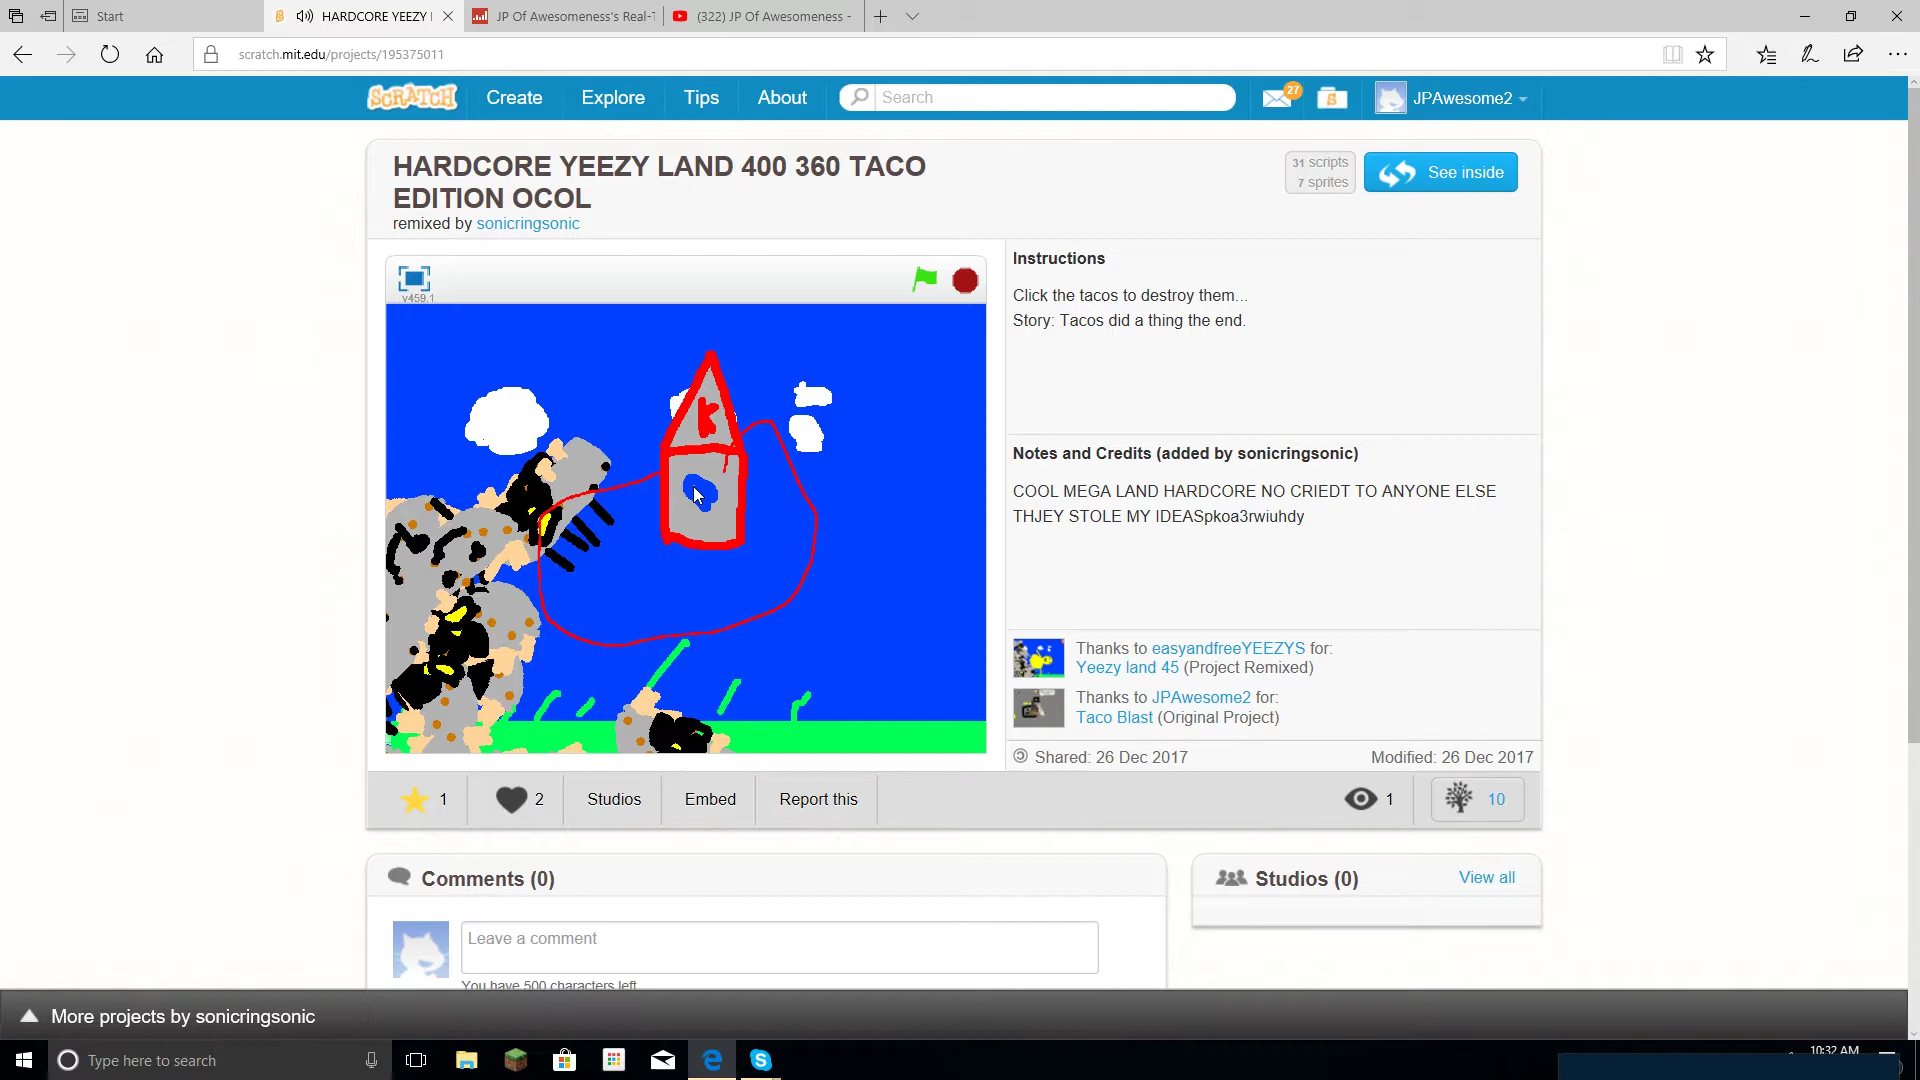 Start
HARDCORE YEEZY
JP Of Awesomeness's Real-T
(322) JP Of Awesomeness -
scratch.mit.edu/projects/195375011
SCRATCH
Create
Explore
Tips
About
Search
27
S
JPAwesome2
HARDCORE YEEZY LAND 400 360 TACO
EDITION OCOL
remixed by sonicringsonic
31 scripts
7 sprites
See inside
v459.1
k
Instructions
Click the tacos to destroy them...
Story: Tacos did a thing the end.
Notes and Credits (added by sonicringsonic)
COOL MEGA LAND HARDCORE NO CRIEDT TO ANYONE ELSE
THJEY STOLE MY IDEASpkoa3rwiuhdy
Thanks to easyandfreeYEEZYS for:
Yeezy land 45 (Project Remixed)
Thanks to JPAwesome2 for:
Taco Blast (Original Project)
Shared: 26 Dec 2017
Modified: 26 Dec 2017
1
2
Studios
Embed
Report this
1
10
Comments (0)
Studios (0)
View all
Leave a comment
You have 500 characters left.
More projects by sonicringsonic
Type here to search
10:32 AM